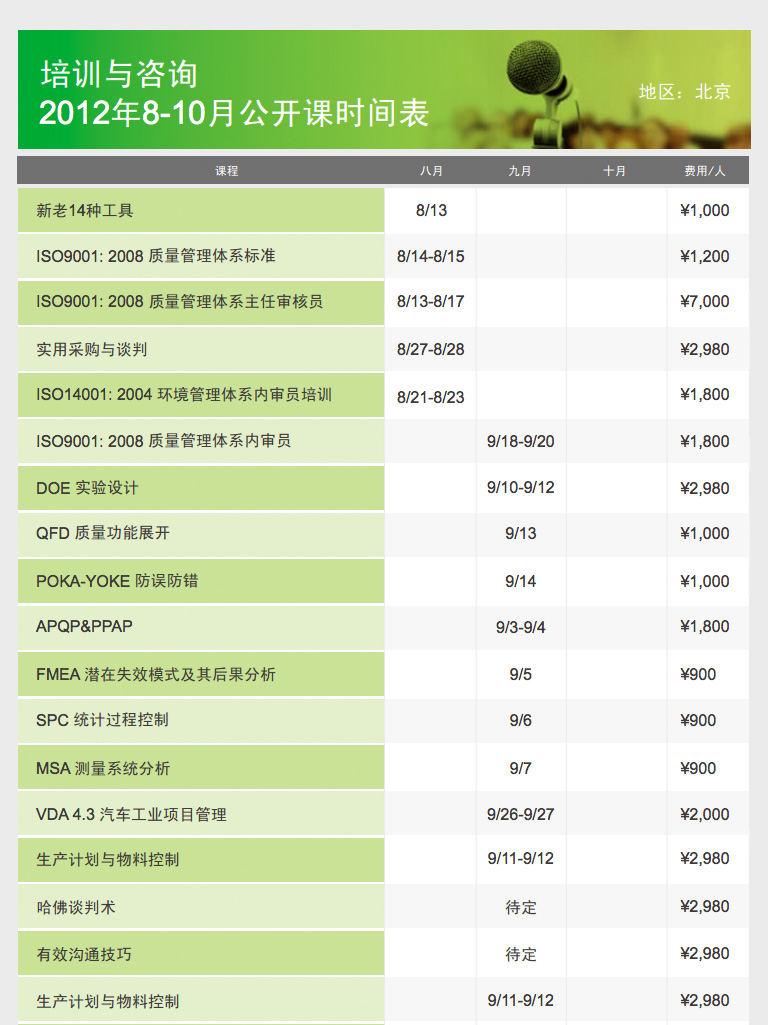 培训与咨询
2012年8-10月公开课时间表
地区：北京
课程 八月 九月 十月 费用/人
新老14种工具 8/13 ¥1,000
ISO9001: 2008 质量管理体系标准 8/14-8/15 ¥1,200
ISO9001: 2008 质量管理体系主任审核员 8/13-8/17 ¥7,000
实用采购与谈判 8/27-8/28 ¥2,980
ISO14001: 2004 环境管理体系内审员培训 8/21-8/23 ¥1,800
ISO9001: 2008 质量管理体系内审员 9/18-9/20 ¥1,800
DOE 实验设计 9/10-9/12 ¥2,980
QFD 质量功能展开 9/13 ¥1,000
POKA-YOKE 防误防错 9/14 ¥1,000
APQP&PPAP 9/3-9/4 ¥1,800
FMEA 潜在失效模式及其后果分析 9/5 ¥900
SPC 统计过程控制 9/6 ¥900
MSA 测量系统分析 9/7 ¥900
VDA 4.3 汽车工业项目管理 9/26-9/27 ¥2,000
生产计划与物料控制 9/11-9/12 ¥2,980
哈佛谈判术 待定 ¥2,980
有效沟通技巧 待定 ¥2,980
生产计划与物料控制 9/11-9/12 ¥2,980